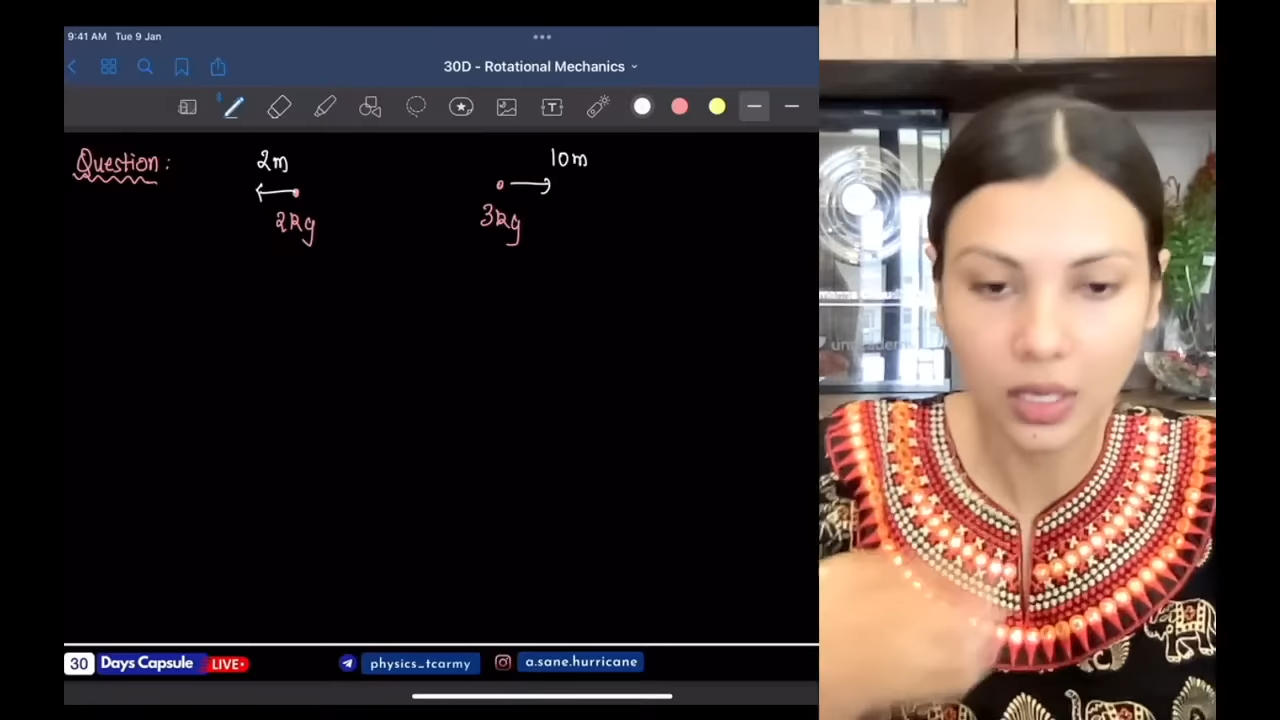 9:41 AM Tue 9 Jan
30D - Rotational Mechanics
Question: 2m 10m
2kg 3kg
30 Days Capsule LIVE physics_tcarmy a.sane.hurricane